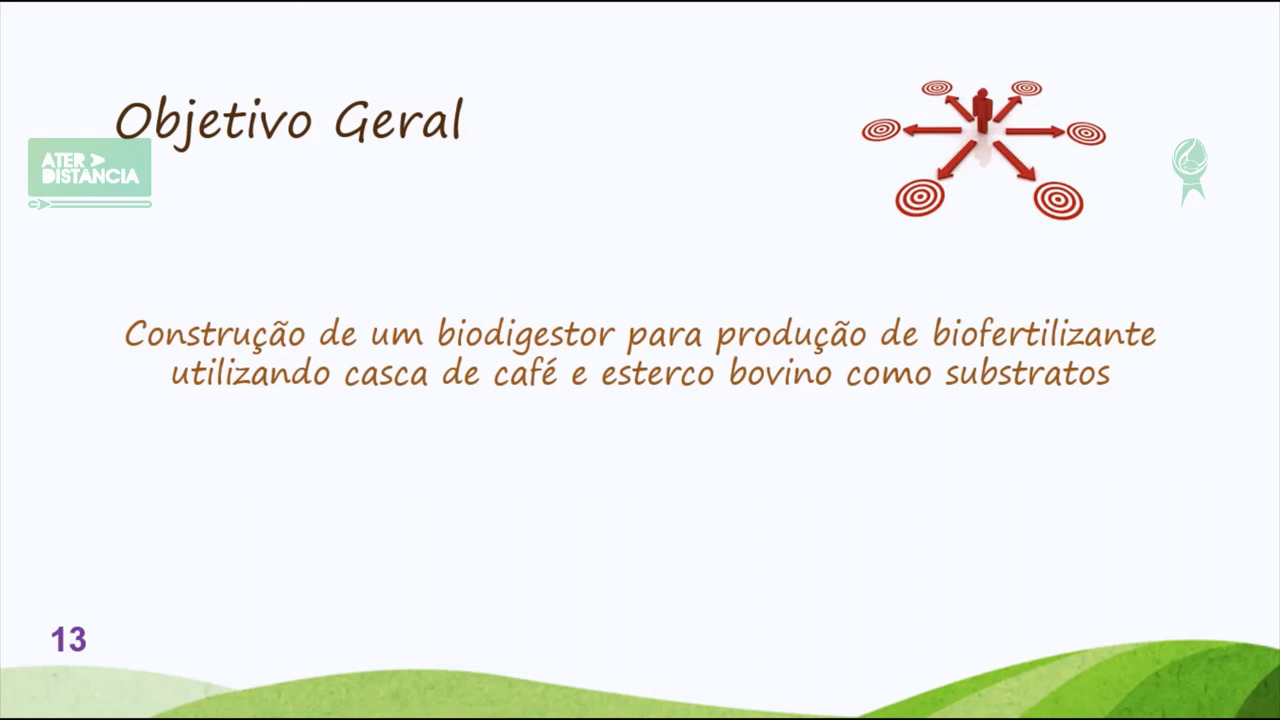 Objetivo Geral
ATER
DISTANCIA
Construção de um biodigestor para produção de biofertilizante
utilizando casca de café e esterco bovino como substratos
13